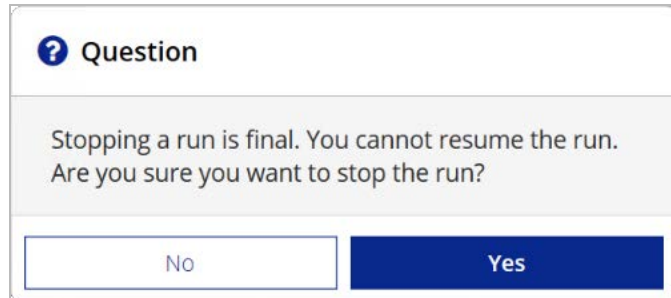 Question
Stopping a run is final. You cannot resume the run.
Are you sure you want to stop the run?
No
Yes